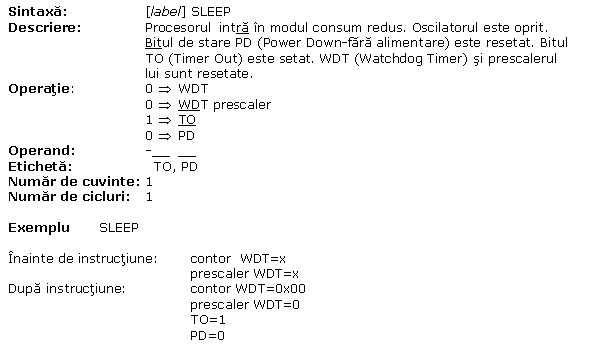 Sintaxă: [label] SLEEP
Descriere: Procesorul intră în modul consum redus. Oscilatorul este oprit.
Bitul de stare PD (Power Down-fără alimentare) este resetat. Bitul
TO (Timer Out) este setat. WDT (Watchdog Timer) şi prescalerul
lui sunt resetate.
Operaţie: 0 ⇒ WDT
0 ⇒ WDT prescaler
1 ⇒ TO
0 ⇒ PD
Operand: -
Etichetă: TO, PD
Număr de cuvinte: 1
Număr de cicluri: 1
Exemplu SLEEP
Înainte de instrucţiune: contor WDT=x
prescaler WDT=x
După instrucţiune: contor WDT=0x00
prescaler WDT=0
TO=1
PD=0